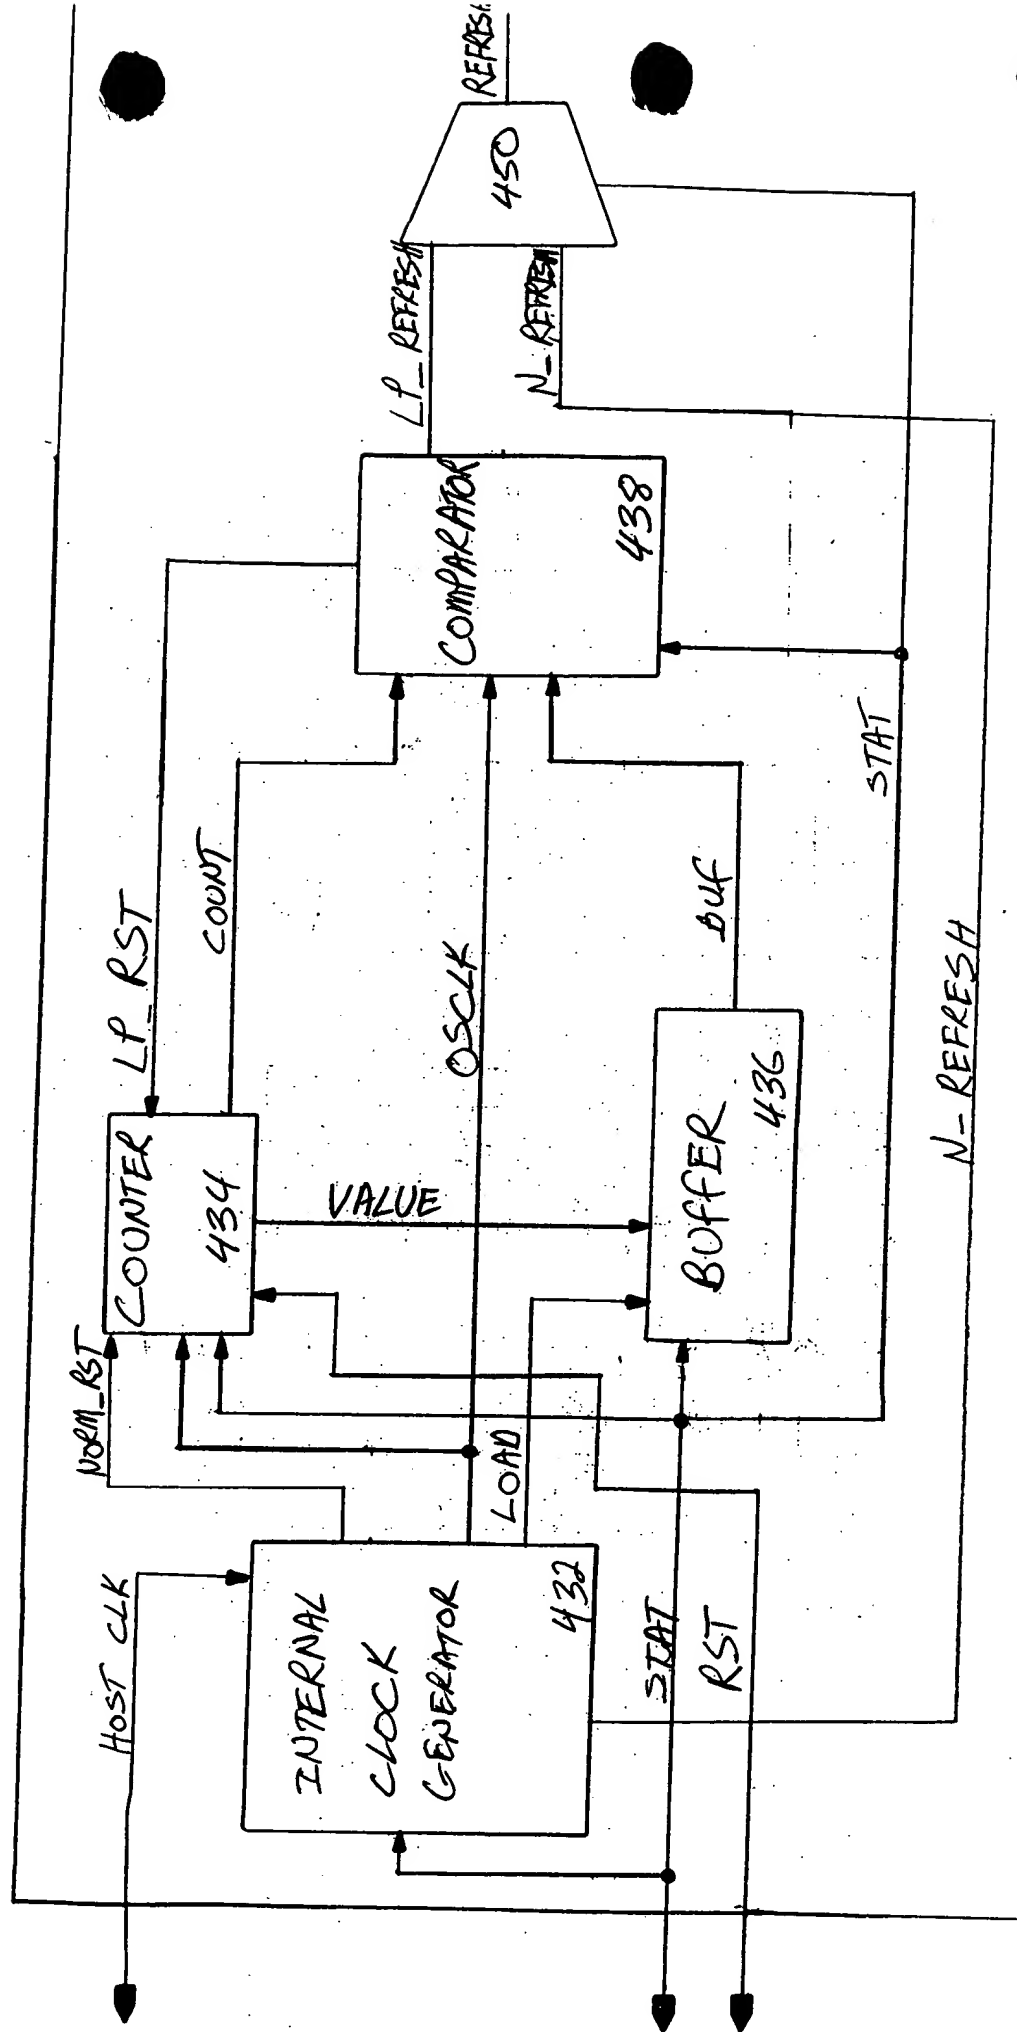 HOST CLK
NORM_RST
LP_RST
COUNTER
434
COUNT
INTERNAL
CLOCK
GENERATOR
432
VALUE
OSCLK
LOAD
COMPARATOR
438
LP_REFRESH
N_REFRESH
450
REFRESH
BUFFER
436
BUF
STAT
STAT
RST
N_REFRESH